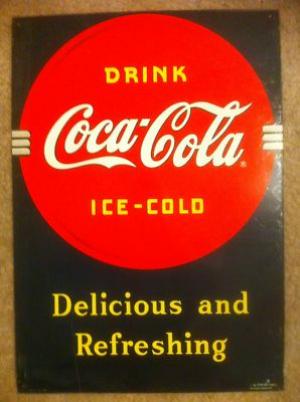 DRINK
Coca-Cola
ICE-COLD
Delicious and
Refreshing